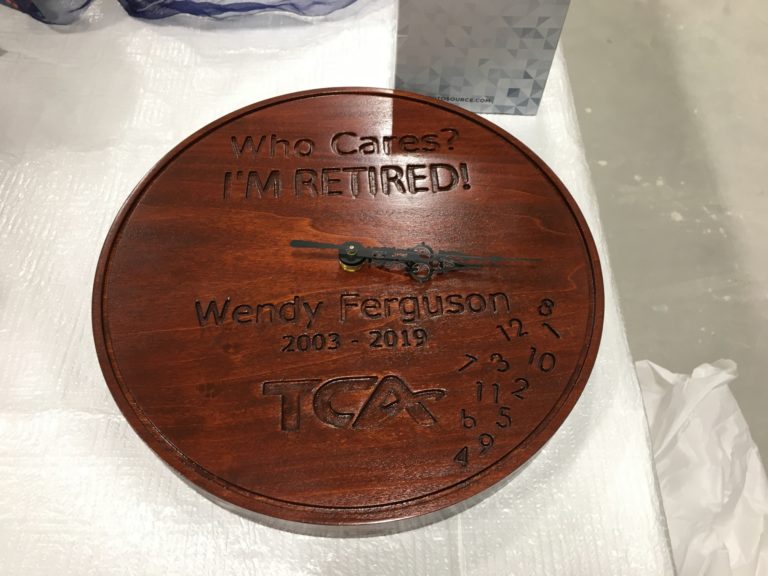 Who Cares?
I'M RETIRED!
Wendy Ferguson
2003 - 2019
TCA
8
12 1
7 3 10
11 2
6 5
9
4